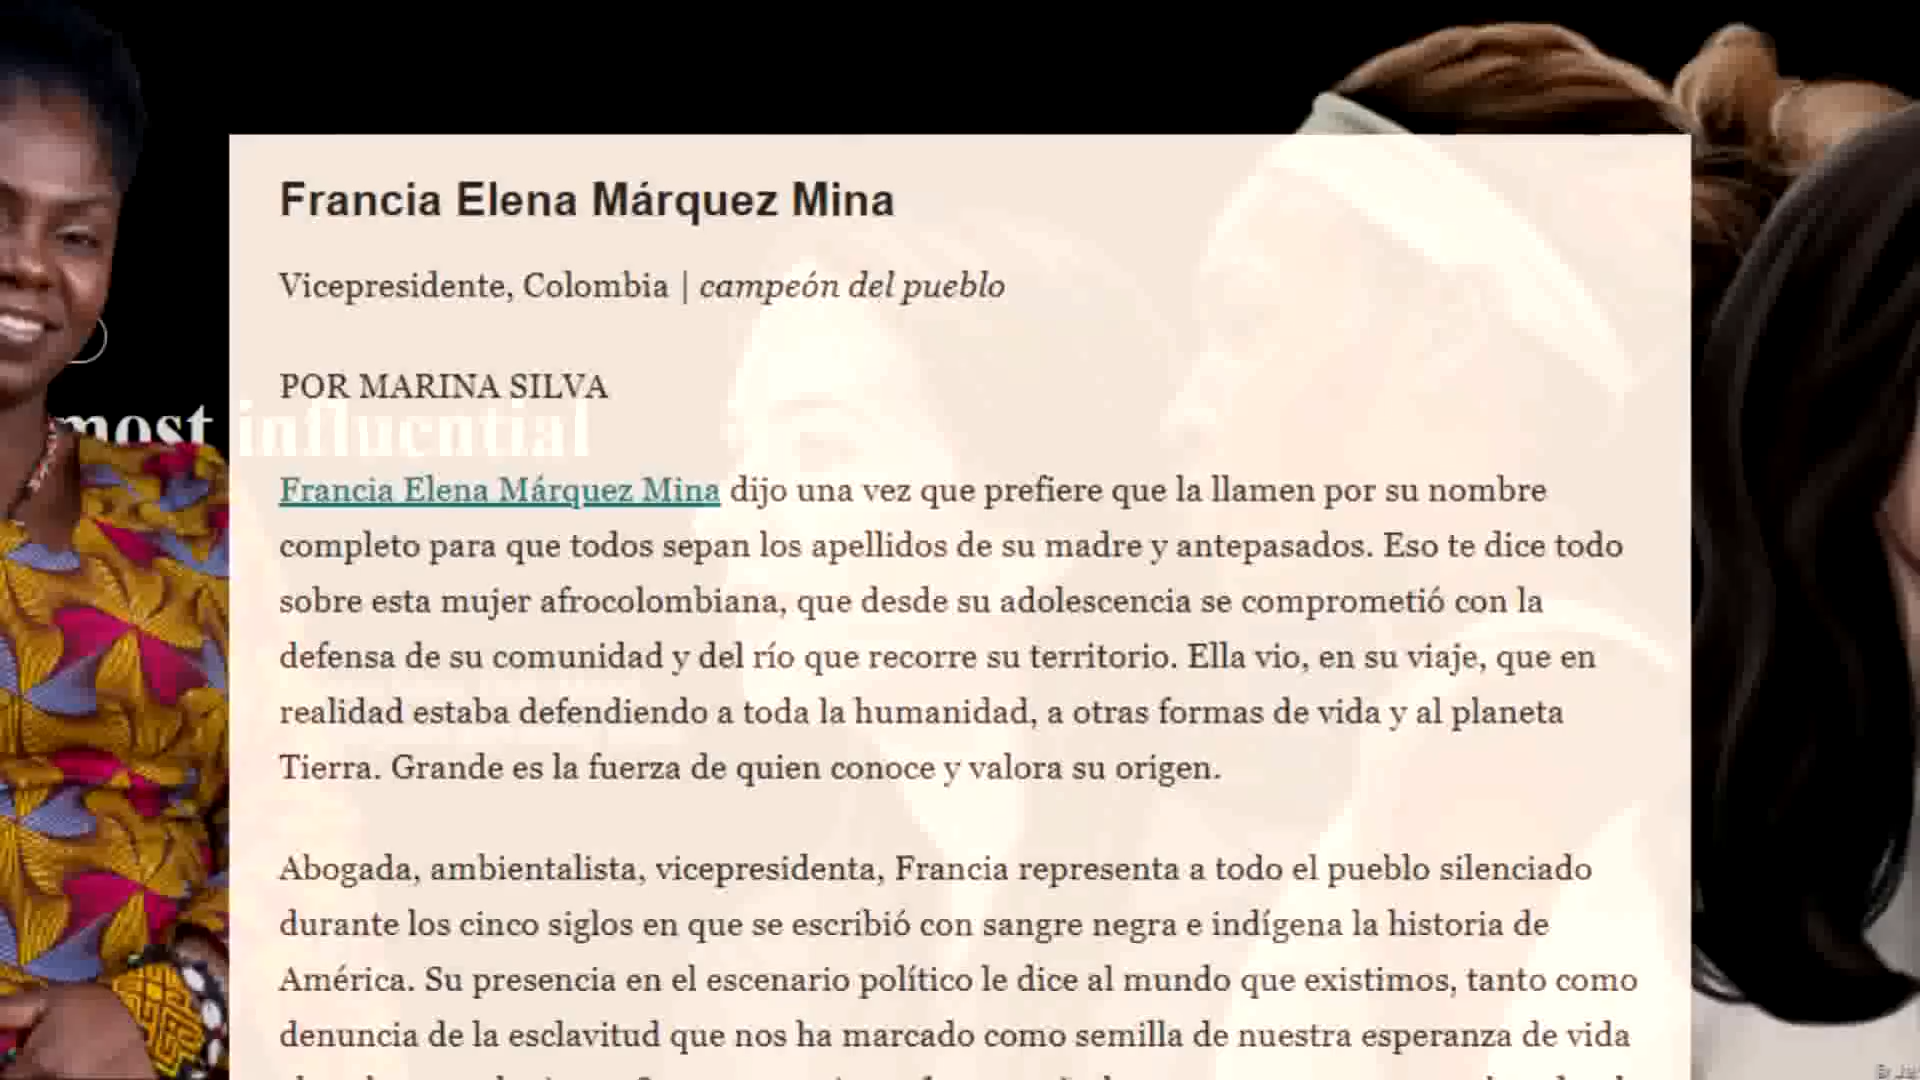 Francia Elena Márquez Mina
Vicepresidente, Colombia | campeón del pueblo
POR MARINA SILVA
most influential
Francia Elena Márquez Mina dijo una vez que prefiere que la llamen por su nombre
completo para que todos sepan los apellidos de su madre y antepasados. Eso te dice todo
sobre esta mujer afrocolombiana, que desde su adolescencia se comprometió con la
defensa de su comunidad y del río que recorre su territorio. Ella vio, en su viaje, que en
realidad estaba defendiendo a toda la humanidad, a otras formas de vida y al planeta
Tierra. Grande es la fuerza de quien conoce y valora su origen.
Abogada, ambientalista, vicepresidenta, Francia representa a todo el pueblo silenciado
durante los cinco siglos en que se escribió con sangre negra e indígena la historia de
América. Su presencia en el escenario político le dice al mundo que existimos, tanto como
denuncia de la esclavitud que nos ha marcado como semilla de nuestra esperanza de vida